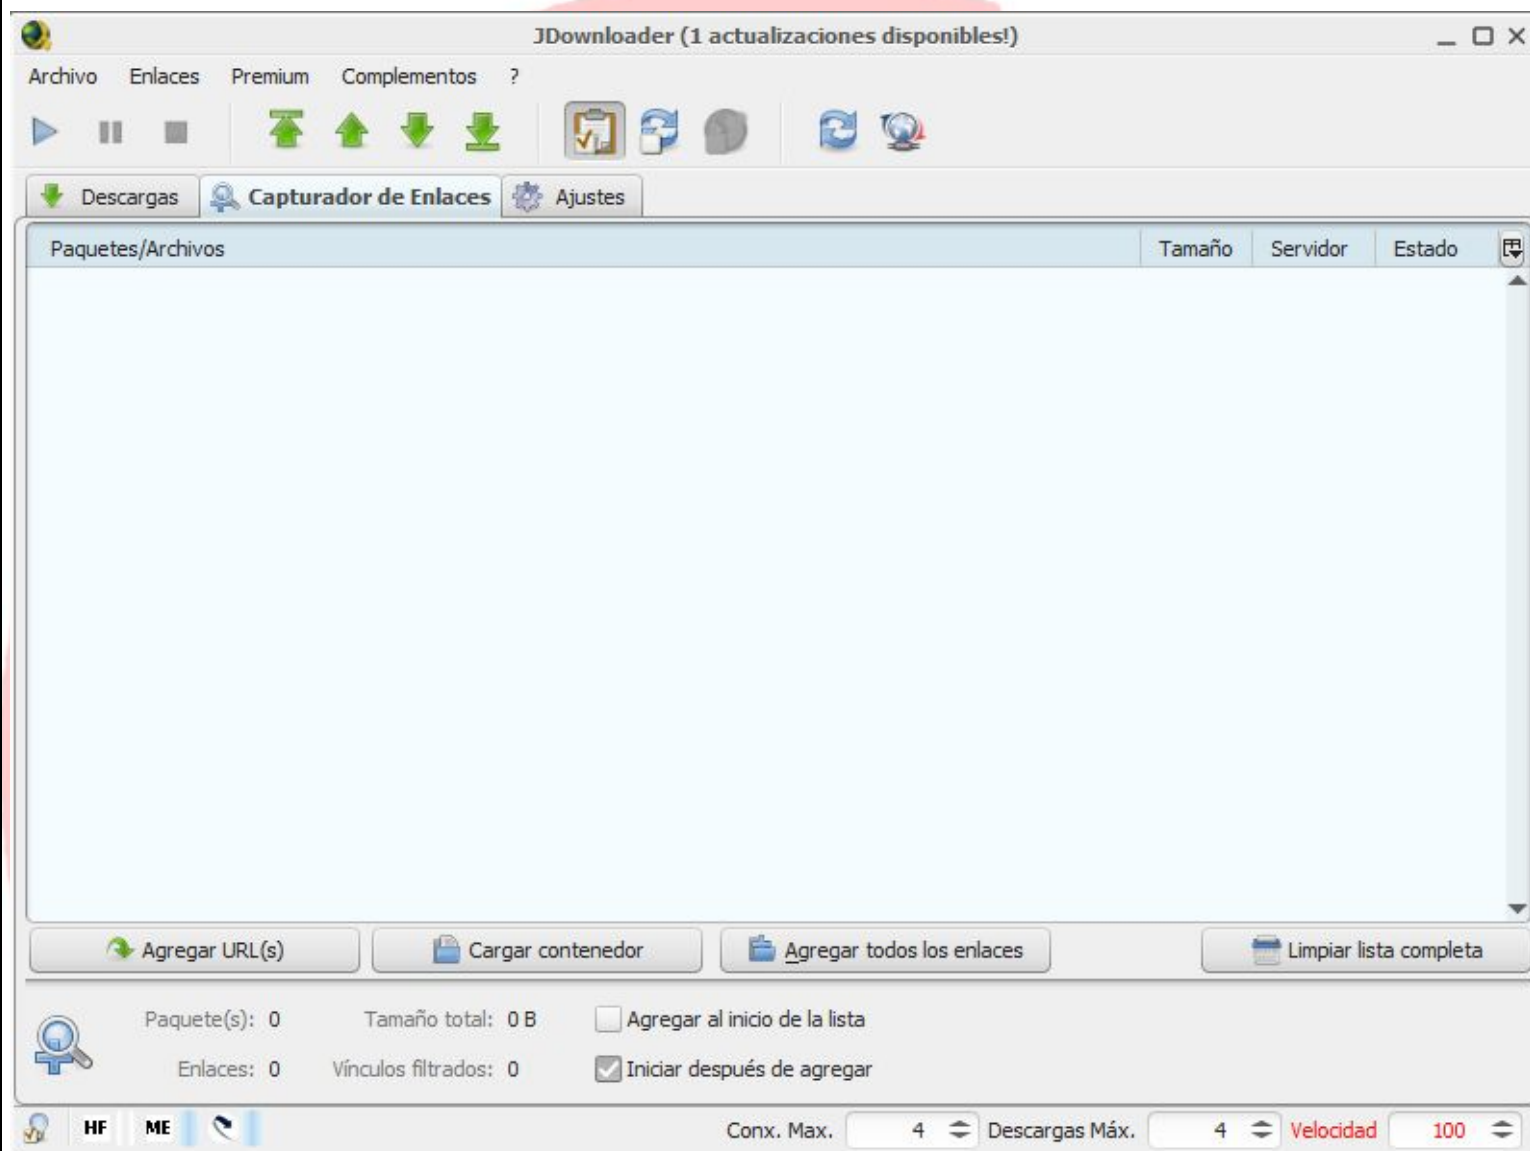 JDownloader (1 actualizaciones disponibles!)
Archivo Enlaces Premium Complementos ?
Descargas Capturador de Enlaces Ajustes
Paquetes/Archivos Tamaño Servidor Estado
Agregar URL(s) Cargar contenedor Agregar todos los enlaces Limpiar lista completa
Paquete(s): 0 Tamaño total: 0 B Agregar al inicio de la lista
Enlaces: 0 Vínculos filtrados: 0 Iniciar después de agregar
HF ME Conx. Max. 4 Descargas Máx. 4 Velocidad 100